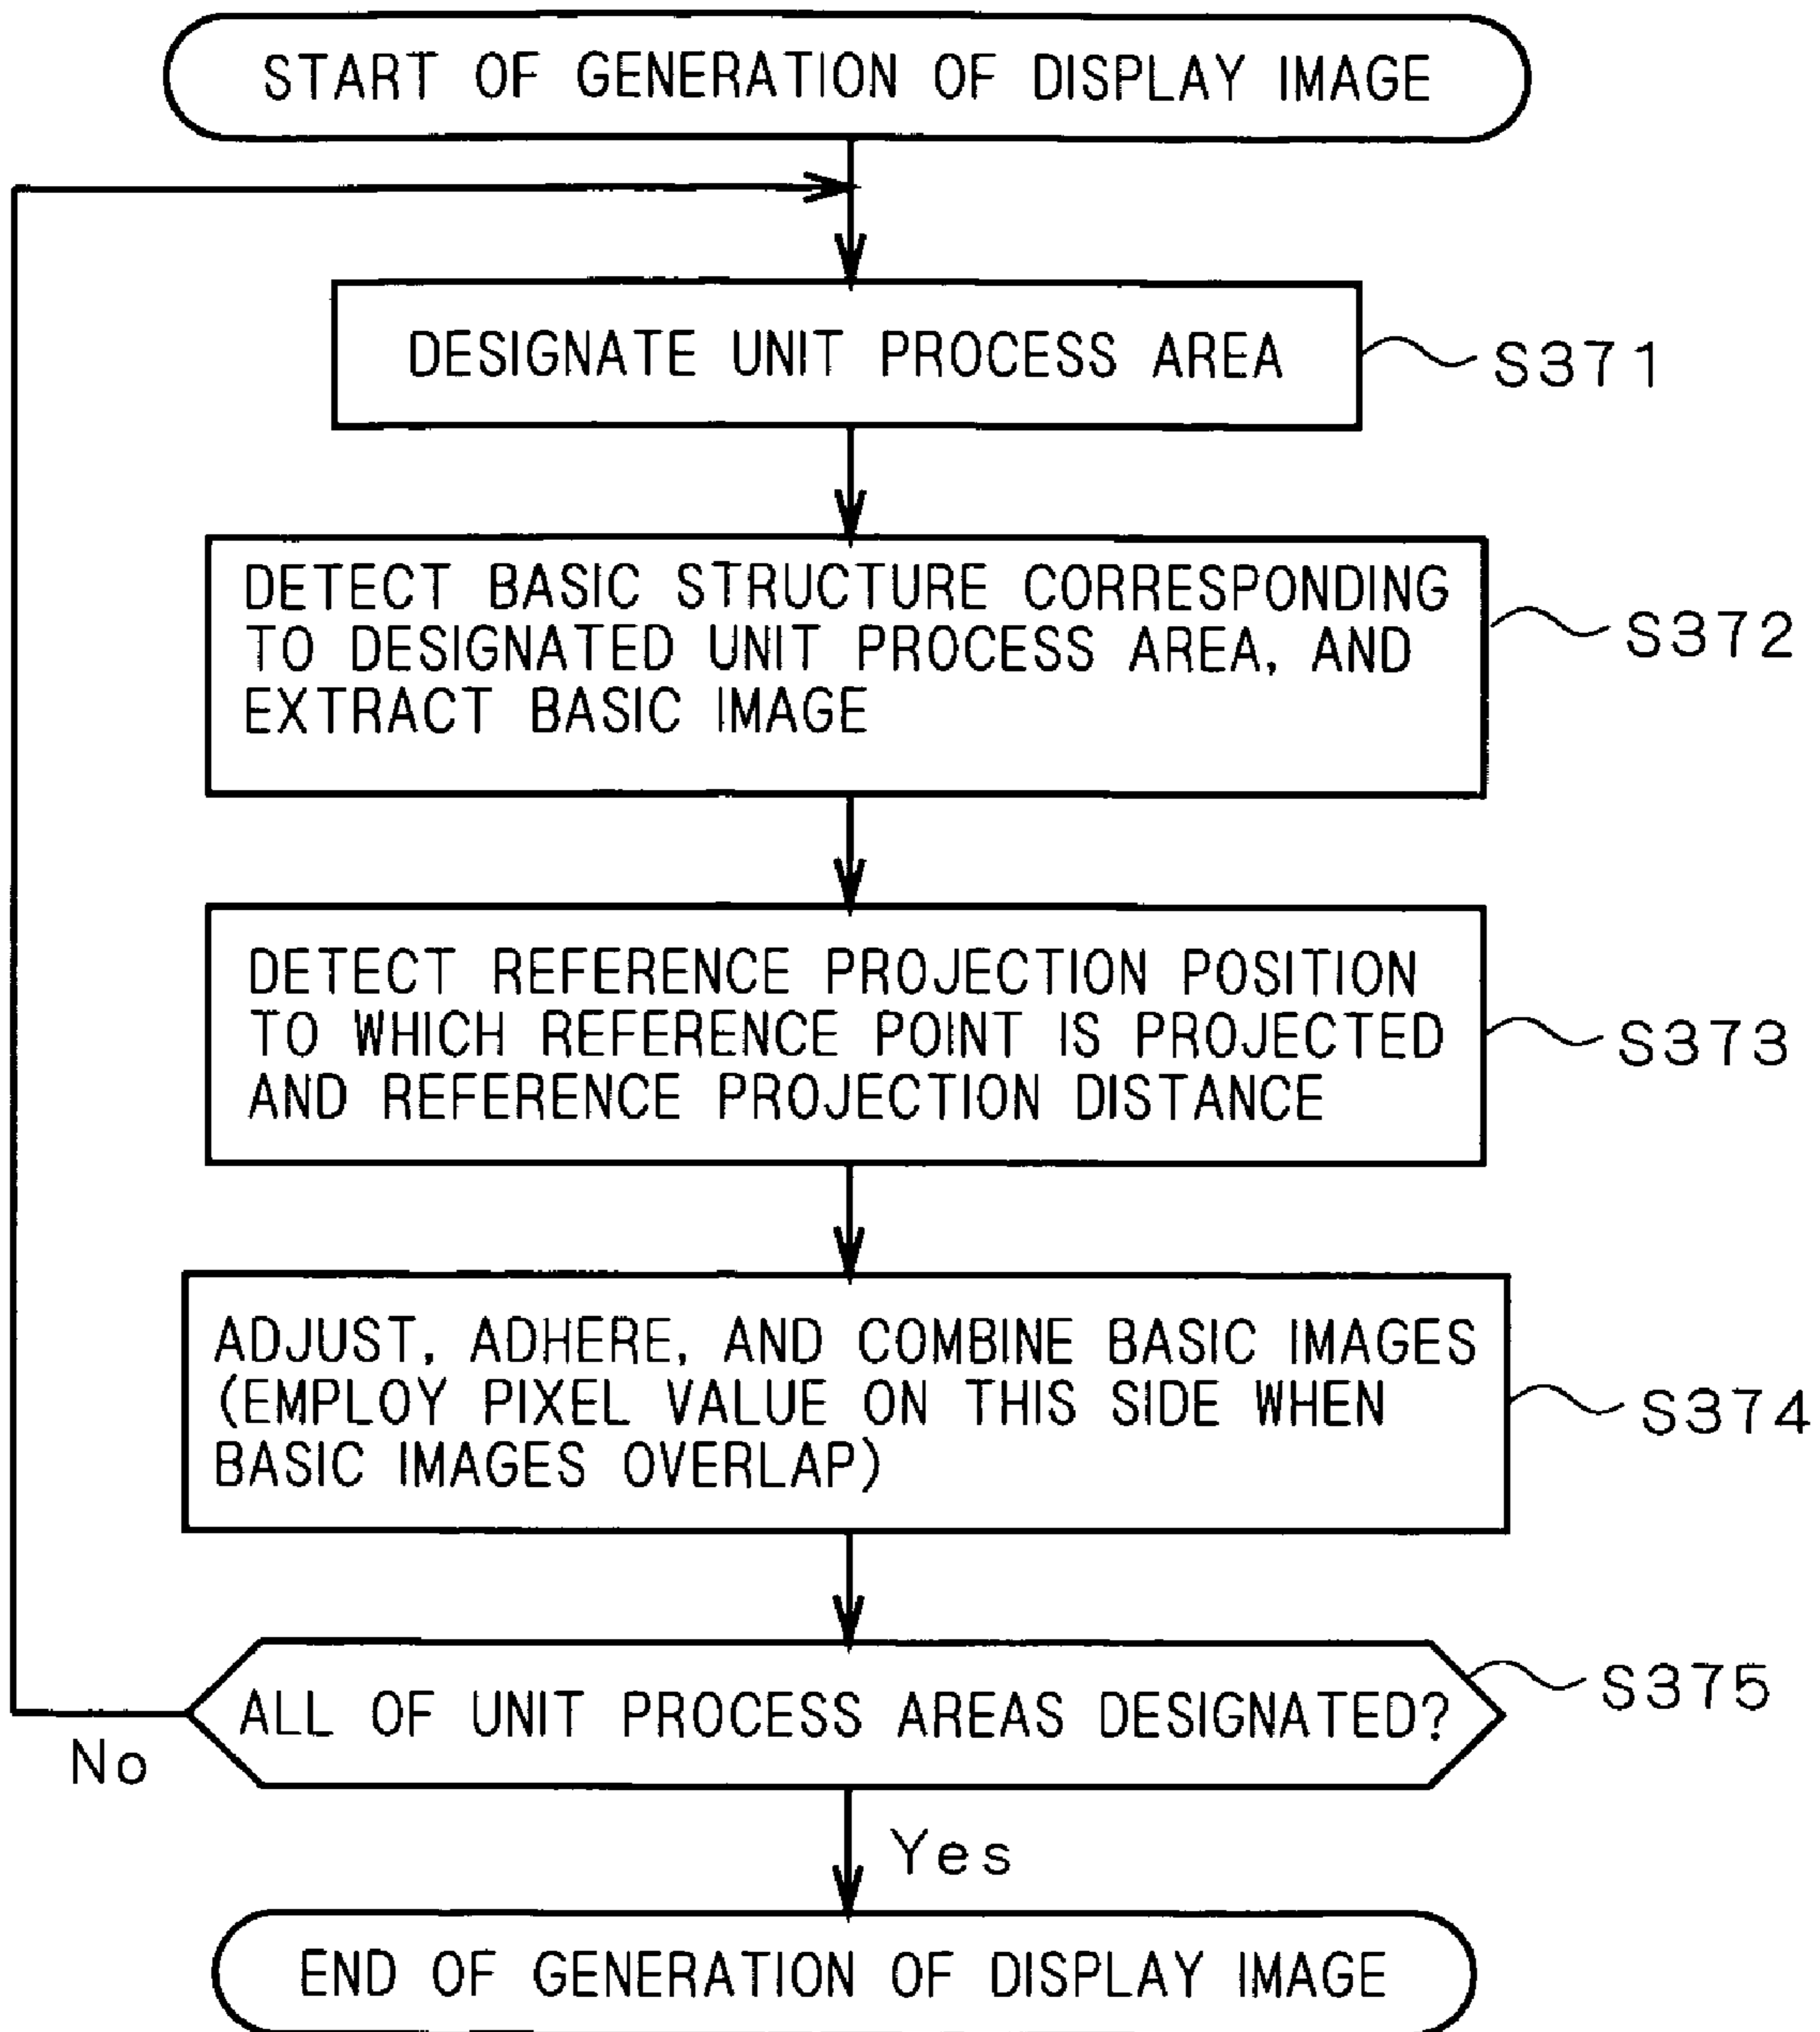 START OF GENERATION OF DISPLAY IMAGE
DESIGNATE UNIT PROCESS AREA
S371
DETECT BASIC STRUCTURE CORRESPONDING
TO DESIGNATED UNIT PROCESS AREA, AND
EXTRACT BASIC IMAGE
S372
DETECT REFERENCE PROJECTION POSITION
TO WHICH REFERENCE POINT IS PROJECTED
AND REFERENCE PROJECTION DISTANCE
S373
ADJUST, ADHERE, AND COMBINE BASIC IMAGES
(EMPLOY PIXEL VALUE ON THIS SIDE WHEN
BASIC IMAGES OVERLAP)
S374
ALL OF UNIT PROCESS AREAS DESIGNATED?
S375
No
Yes
END OF GENERATION OF DISPLAY IMAGE